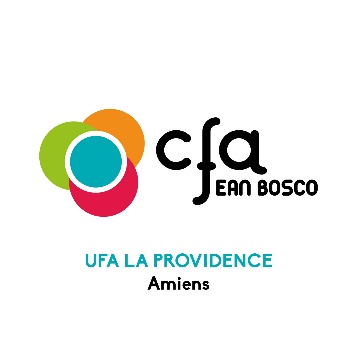 cfa
JEAN BOSCO
UFA LA PROVIDENCE
Amiens